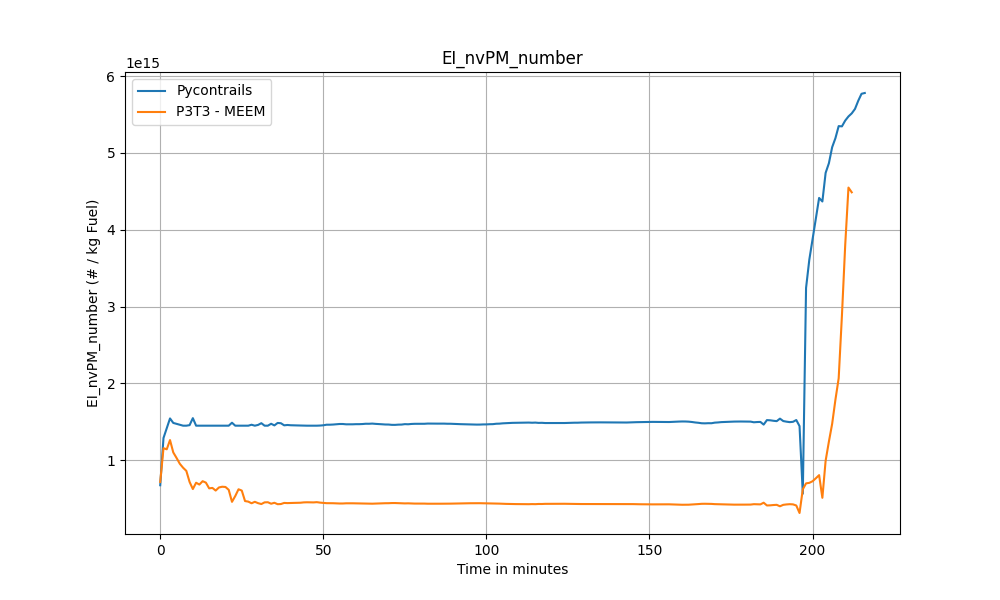 EI_nvPM_number
1e15
Pycontrails
P3T3 - MEEM
6
5
4
3
2
1
EI_nvPM_number (# / kg Fuel)
0 50 100 150 200
Time in minutes